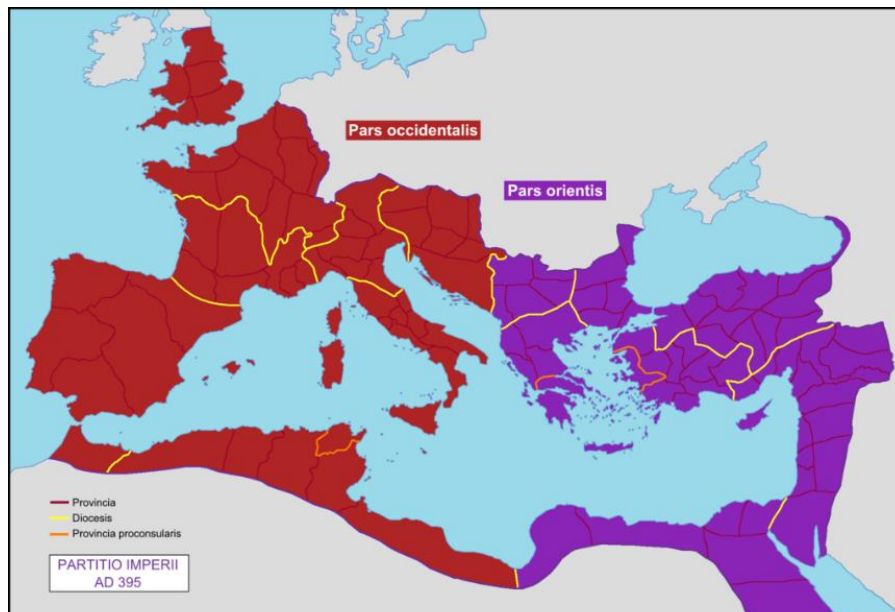 Pars occidentalis
Pars orientis
Provincia
Diocesis
Provincia proconsularis
PARTITIO IMPERII
AD 395